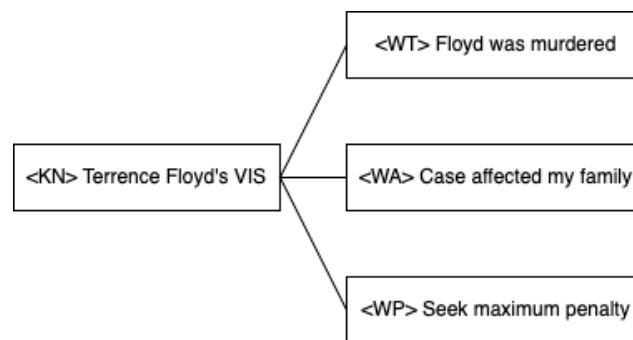 <WT> Floyd was murdered
<KN> Terrence Floyd's VIS
<WA> Case affected my family
<WP> Seek maximum penalty